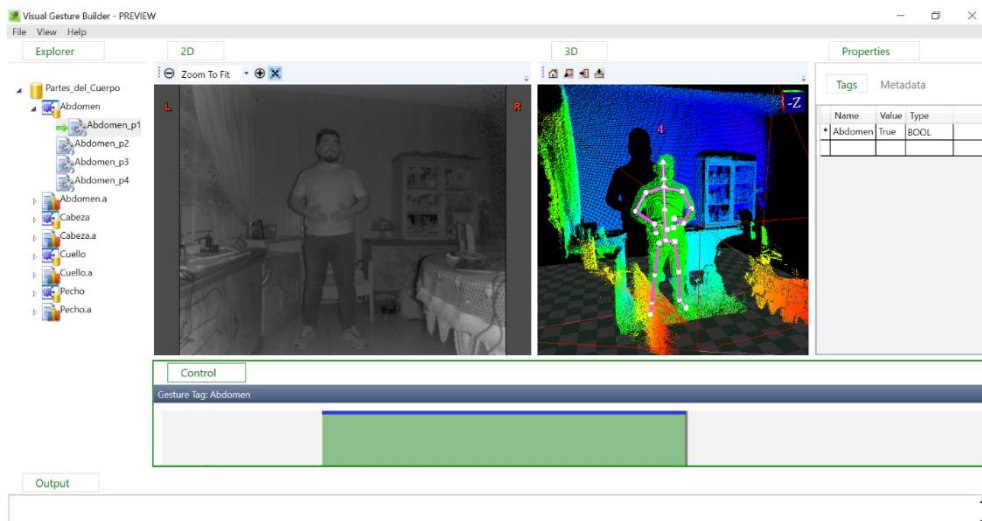 Visual Gesture Builder - PREVIEW
File View Help
Explorer
2D
3D
Properties
Zoom To Fit
Tags Metadata
Partes_del_Cuerpo
Abdomen
Abdomen_p1
Abdomen_p2
Abdomen_p3
Abdomen_p4
Abdomen.a
Cabeza
Cabeza.a
Cuello
Cuello.a
Pecho
Pecho.a
L
R
4
-Z
Name Value Type
* Abdomen True BOOL
Control
Gesture Tag: Abdomen
Output